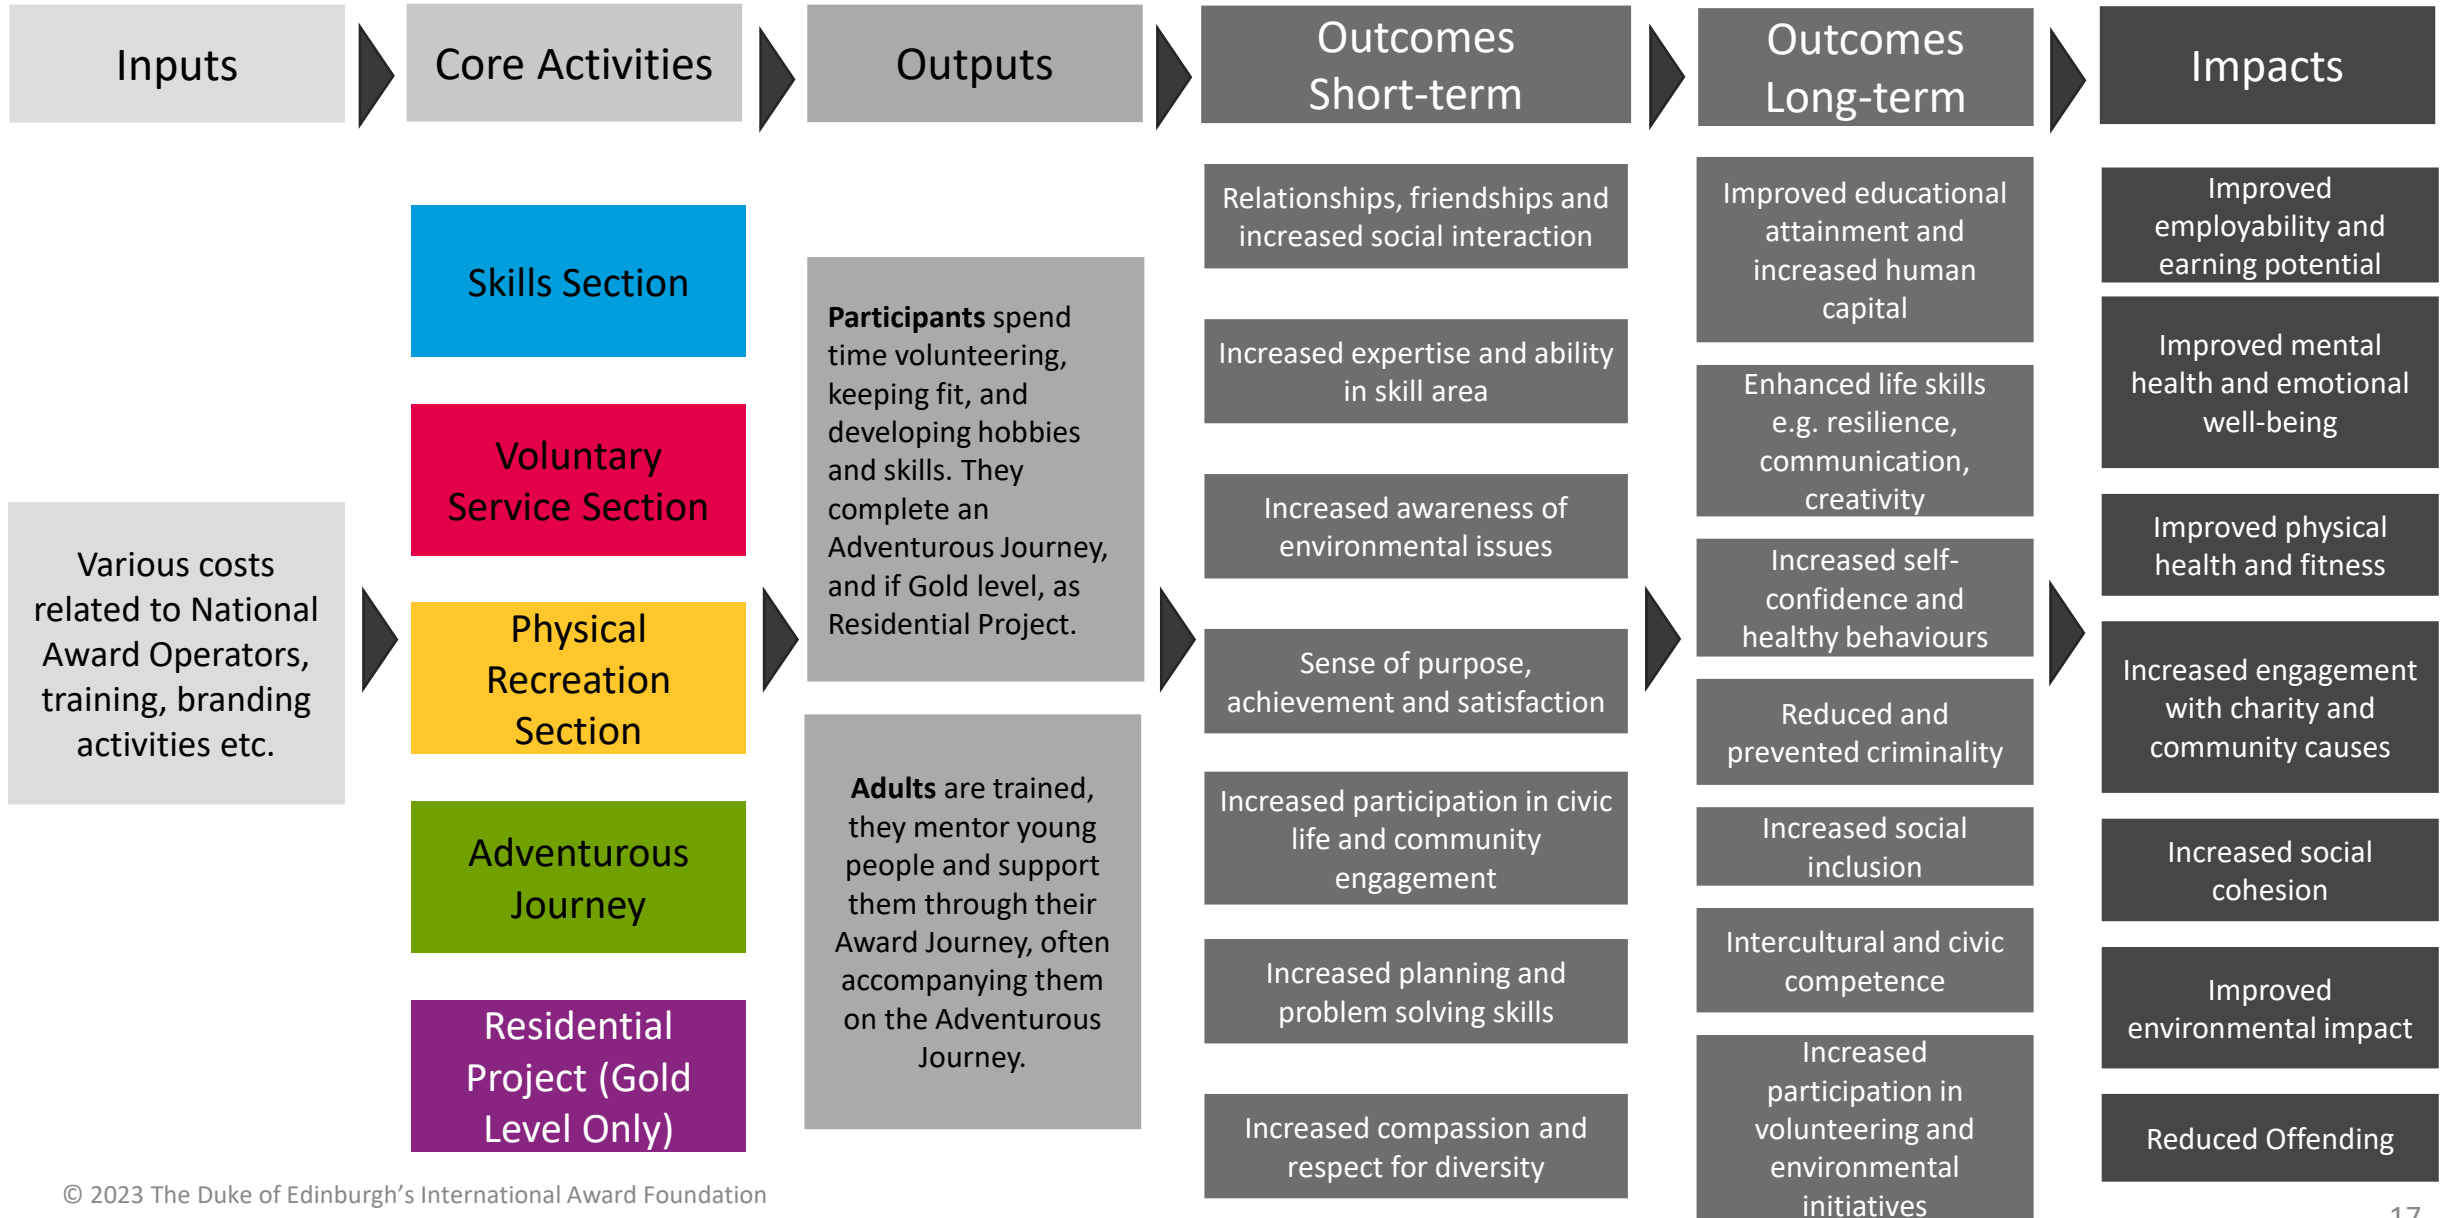 Inputs
Core Activities
Outputs
Outcomes
Short-term
Outcomes
Long-term
Impacts
Various costs
related to National
Award Operators,
training, branding
activities etc.
Skills Section
Voluntary
Service Section
Physical
Recreation
Section
Adventurous
Journey
Residential
Project (Gold
Level Only)
Participants spend
time volunteering,
keeping fit, and
developing hobbies
and skills. They
complete an
Adventurous Journey,
and if Gold level, as
Residential Project.
Adults are trained,
they mentor young
people and support
them through their
Award Journey, often
accompanying them
on the Adventurous
Journey.
Relationships, friendships and
increased social interaction
Increased expertise and ability
in skill area
Increased awareness of
environmental issues
Sense of purpose,
achievement and satisfaction
Increased participation in civic
life and community
engagement
Increased planning and
problem solving skills
Increased compassion and
respect for diversity
Improved educational
attainment and
increased human
capital
Enhanced life skills
e.g. resilience,
communication,
creativity
Increased self-
confidence and
healthy behaviours
Reduced and
prevented criminality
Increased social
inclusion
Intercultural and civic
competence
Increased
participation in
volunteering and
environmental
initiatives
Improved
employability and
earning potential
Improved mental
health and emotional
well-being
Improved physical
health and fitness
Increased engagement
with charity and
community causes
Increased social
cohesion
Improved
environmental impact
Reduced Offending
© 2023 The Duke of Edinburgh's International Award Foundation
17